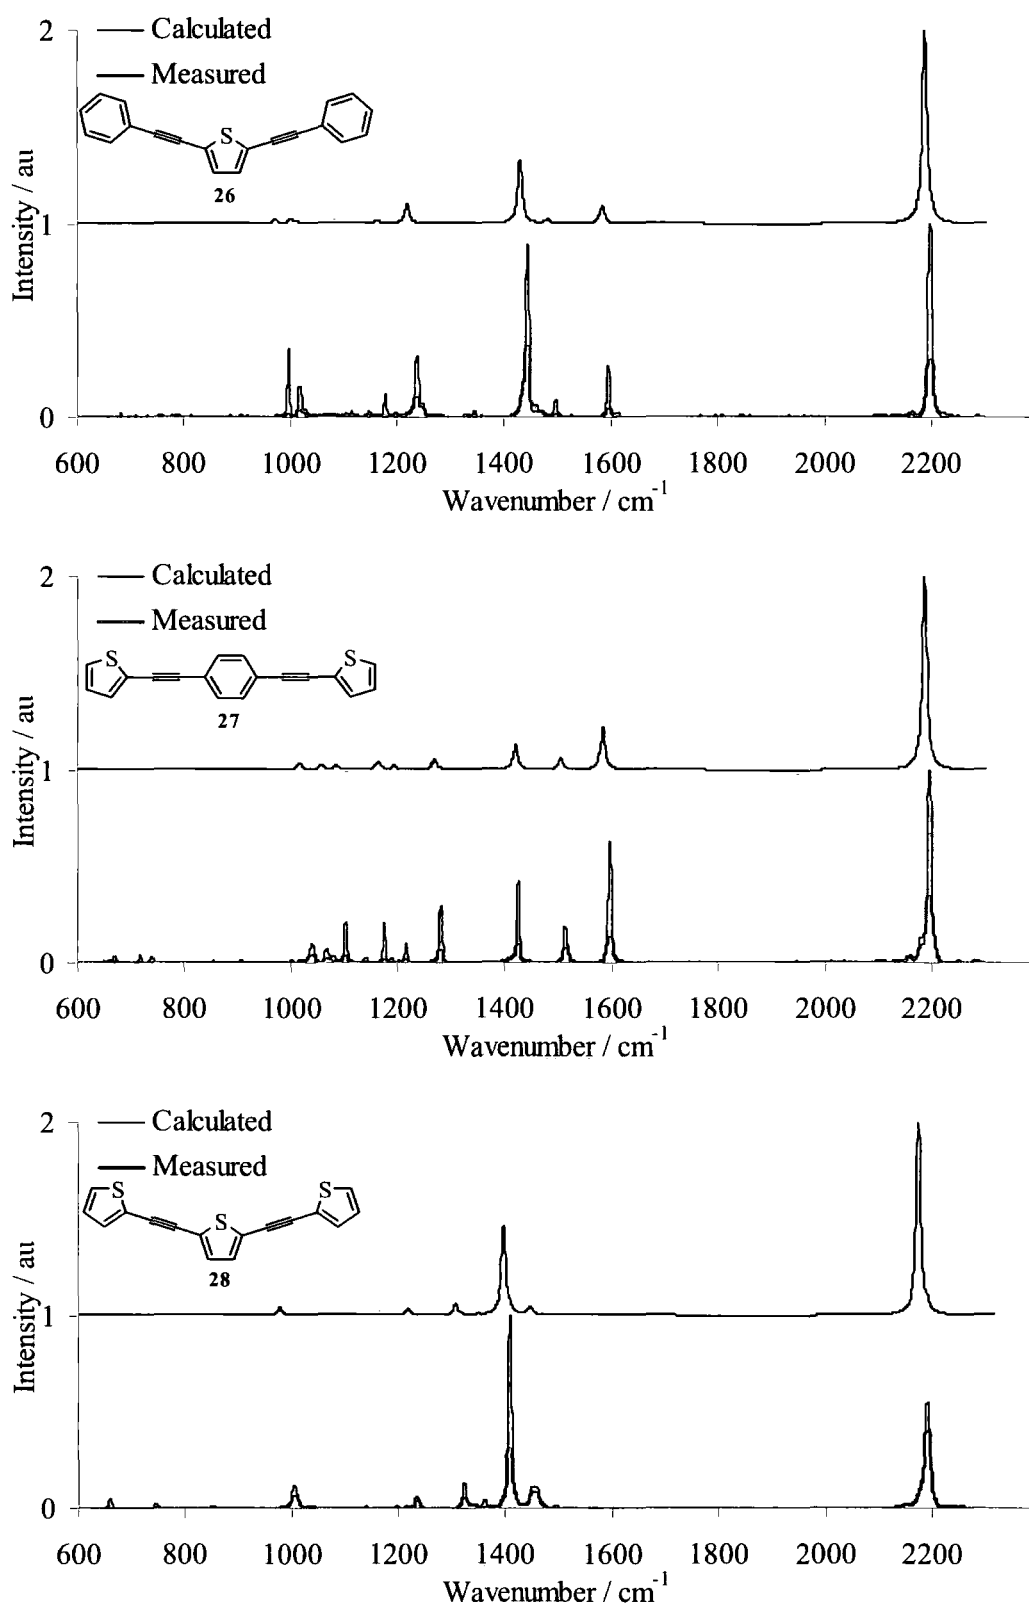 2
Calculated
Measured
S
26
1
Intensity / au
0
600 800 1000 1200 1400 1600 1800 2000 2200
Wavenumber / cm-1
2
Calculated
Measured
S S
27
1
Intensity / au
0
600 800 1000 1200 1400 1600 1800 2000 2200
Wavenumber / cm-1
2
Calculated
Measured
S S
S
28
1
Intensity / au
0
600 800 1000 1200 1400 1600 1800 2000 2200
Wavenumber / cm-1